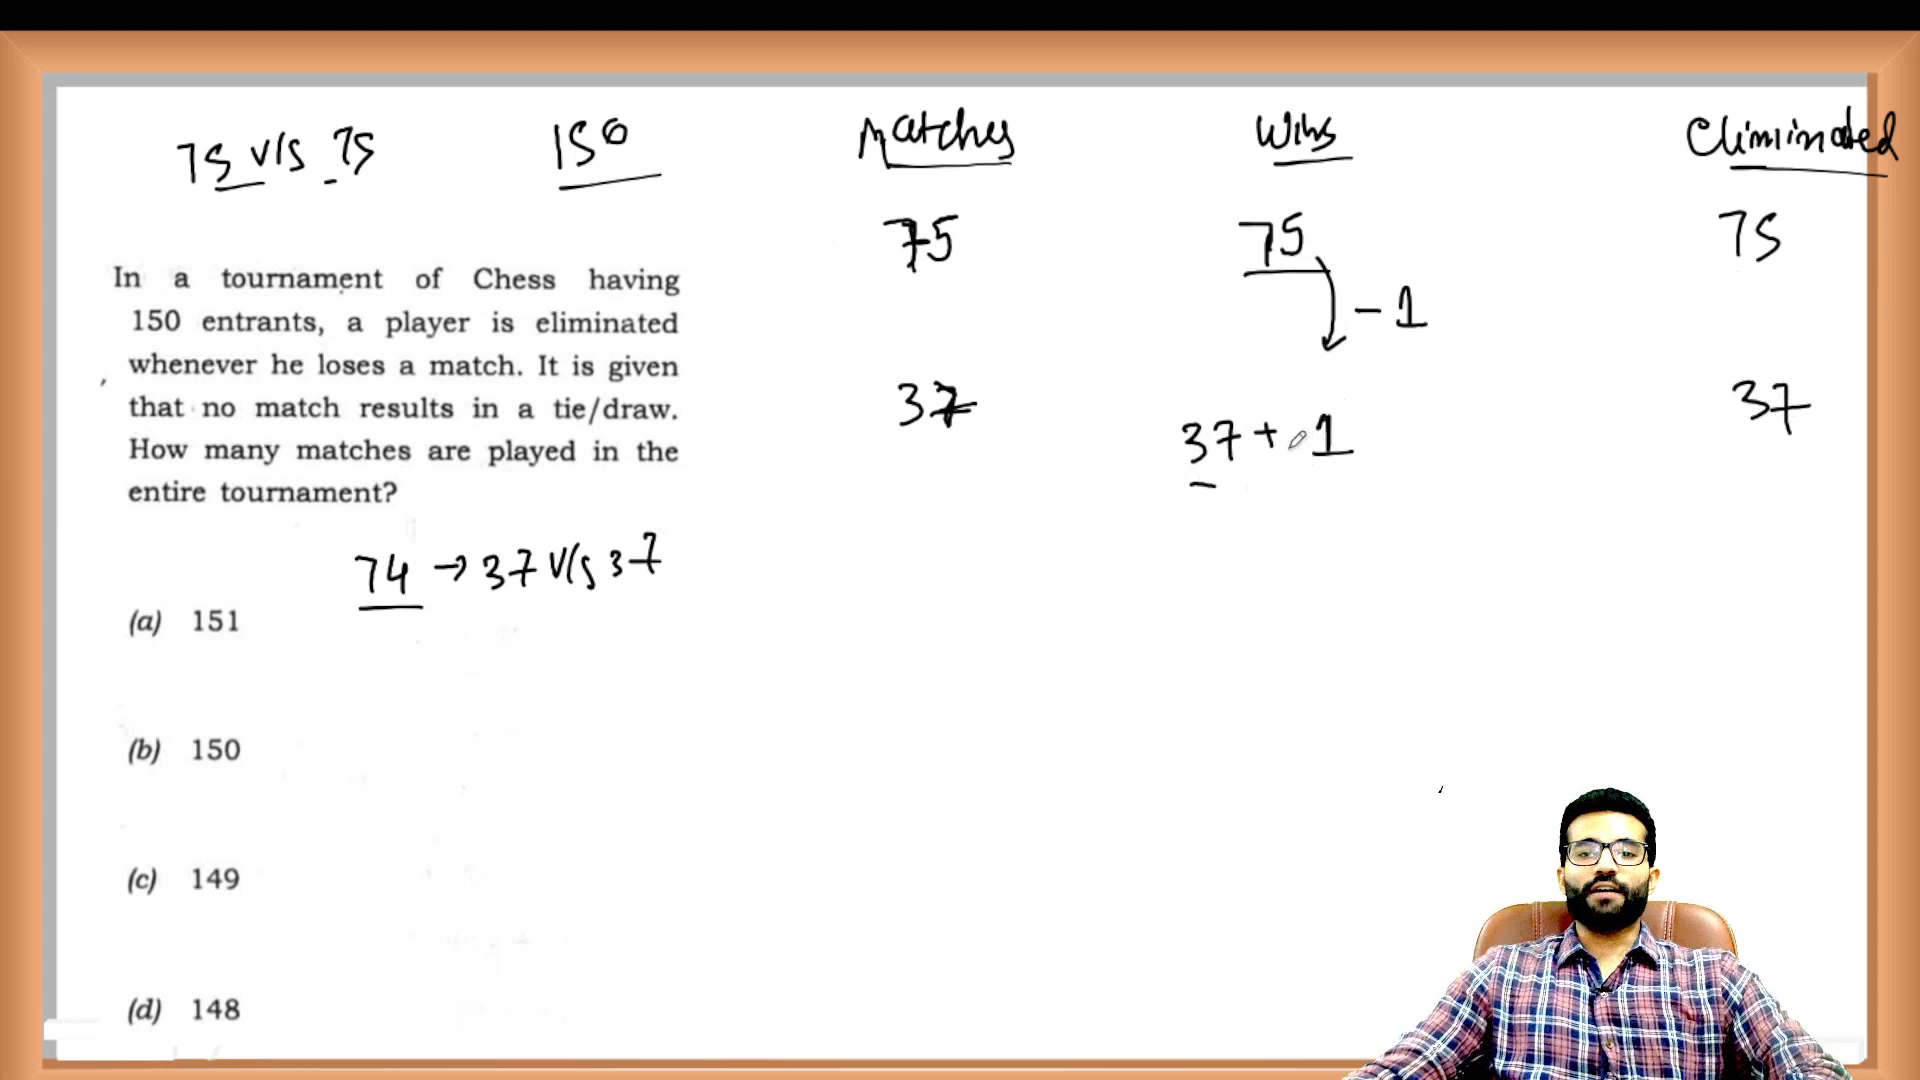 75 v/s 75
150
Matches
Wins
Eliminated
75
75
75
-1
In a tournament of Chess having
150 entrants, a player is eliminated
whenever he loses a match. It is given
that no match results in a tie/draw.
How many matches are played in the
entire tournament?
37
37 + 1
37
74 → 37 v/s 37
(a) 151
(b) 150
(c) 149
(d) 148